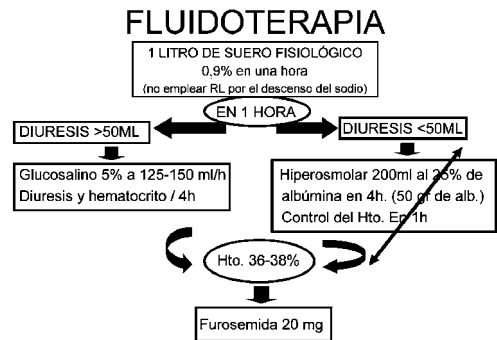 FLUIDOTERAPIA
1 LITRO DE SUERO FISIOLÓGICO
0,9% en una hora
(no emplear RL por el descenso del sodio)
EN 1 HORA
DIURESIS >50ML
DIURESIS <50ML
Glucosalino 5% a 125-150 ml/h
Diuresis y hematocrito / 4h
Hiperosmolar 200ml al 25% de
albúmina en 4h. (50 gr de alb.)
Control del Hto. En 1h
Hto. 36-38%
Furosemida 20 mg